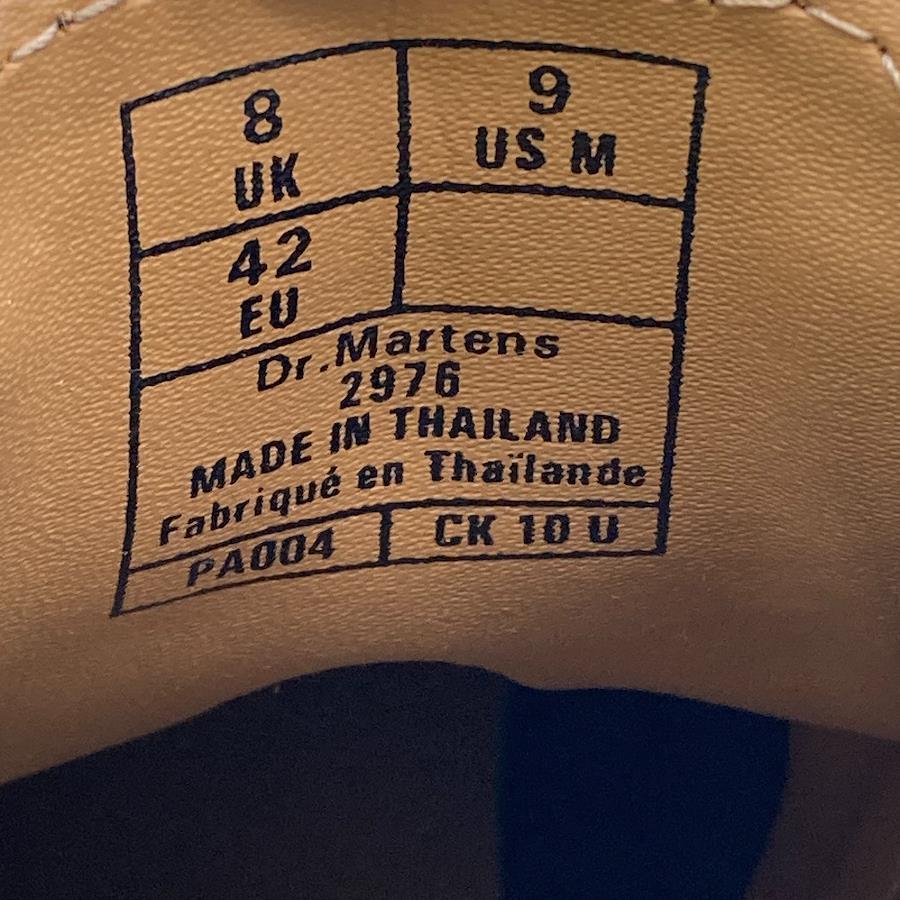 8
UK
9
US M
42
EU
Dr.Martens
2976
MADE IN THAILAND
Fabriqué en Thaïlande
PA004
CK 10 U